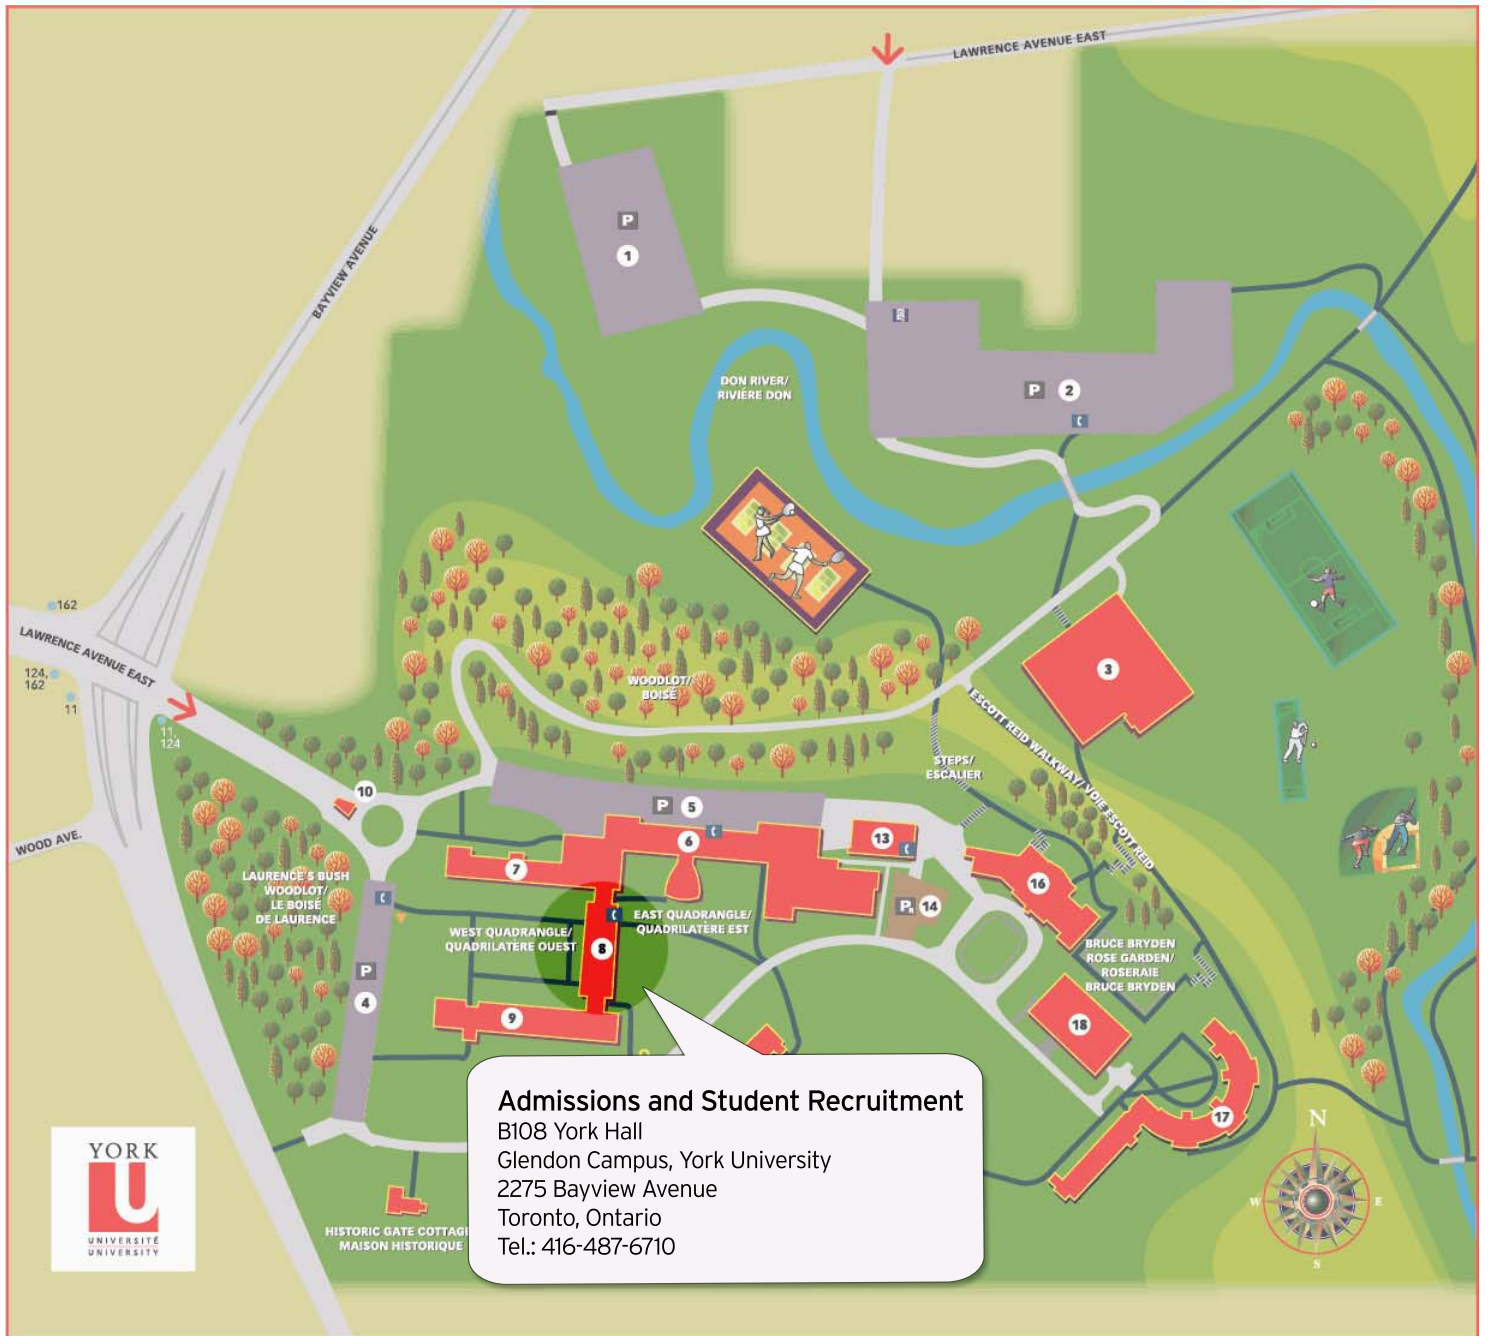 LAWRENCE AVENUE EAST
BAYVIEW AVENUE
P
1
P
2
DON RIVER/
RIVIÈRE DON
162
LAWRENCE AVENUE EAST
124,
162
11
11,
124
WOOD AVE.
WOODLOT/
BOISÉ
3
ESCOTT REID WALKWAY/ VOIE ESCOTT REID
STEPS/
ESCALIER
10
P
5
6
7
13
16
LAURENCE'S BUSH
WOODLOT/
LE BOISÉ
DE LAURENCE
P
4
WEST QUADRANGLE/
QUADRILATÈRE OUEST
8
EAST QUADRANGLE/
QUADRILATÈRE EST
14
9
BRUCE BRYDEN
ROSE GARDEN/
ROSERAIE
BRUCE BRYDEN
18
17
Admissions and Student Recruitment
B108 York Hall
Glendon Campus, York University
2275 Bayview Avenue
Toronto, Ontario
Tel.: 416-487-6710
YORK
U
UNIVERSITÉ
UNIVERSITY
HISTORIC GATE COTTAG
MAISON HISTORIQUE
N
W
E
S